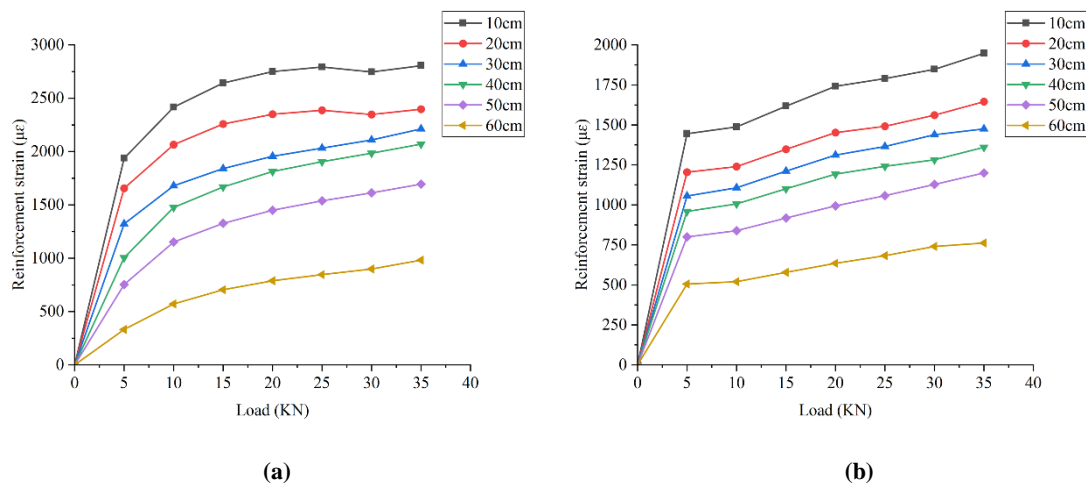 10cm
20cm
30cm
40cm
50cm
60cm
3000
2500
2000
1500
1000
500
0
Reinforcement strain (με)
0 5 10 15 20 25 30 35 40
Load (KN)
(a)
10cm
20cm
30cm
40cm
50cm
60cm
2000
1750
1500
1250
1000
750
500
250
0
Reinforcement strain (με)
0 5 10 15 20 25 30 35 40
Load (KN)
(b)